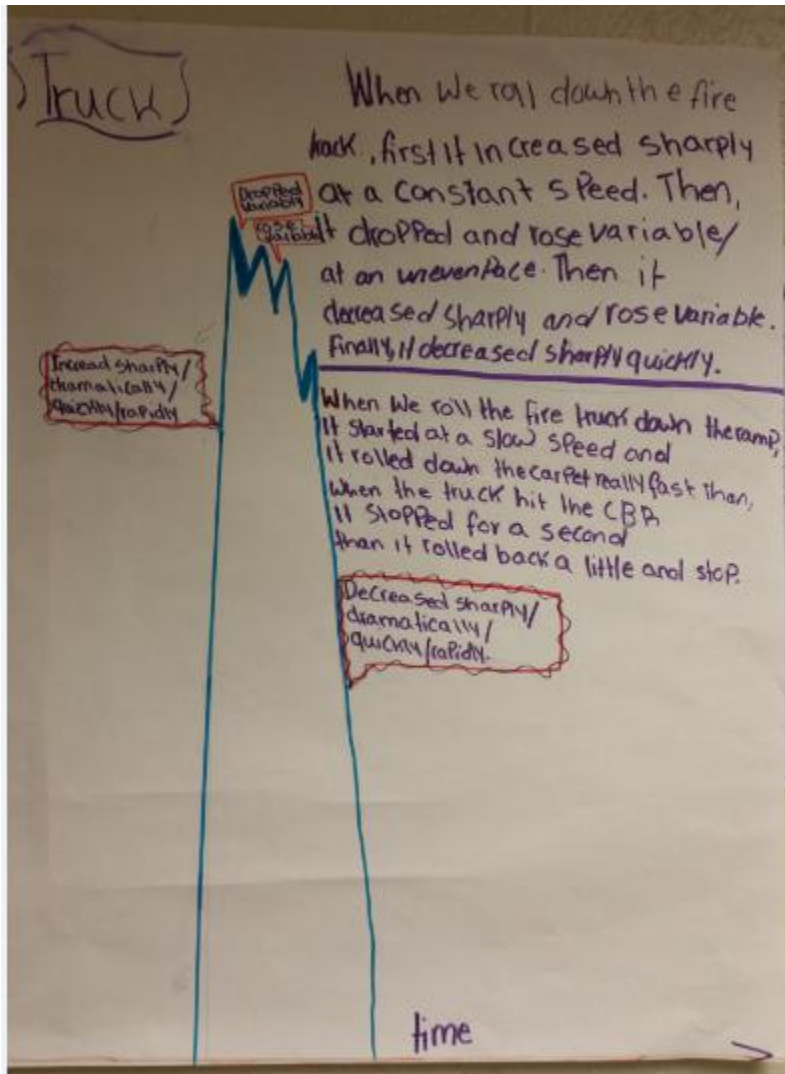 Truck
When We roll down the fire
truck, first it increased sharply
at a constant speed. Then,
it dropped and rose variable/
at an uneven Pace. Then it
decreased sharply and rose variable.
Finally, it decreased sharply quickly.
Dropped
variably
rose
variable
Incread sharply/
dramatically/
quickly/rapidly
When We roll the fire truck down the ramp,
it started at a slow speed and
it rolled down the carpet really fast than,
when the truck hit the CBR
it stopped for a second
than it rolled back a little and stop.
Decreased sharply/
dramatically/
quickly/rapidly.
time